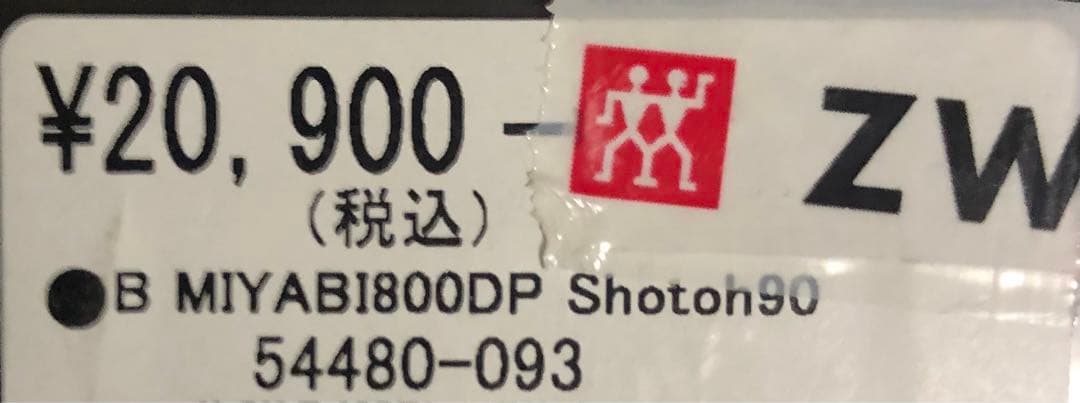 ¥20,900-
ZW
(税込)
●B MIYABI800DP Shotoh90
54480-093